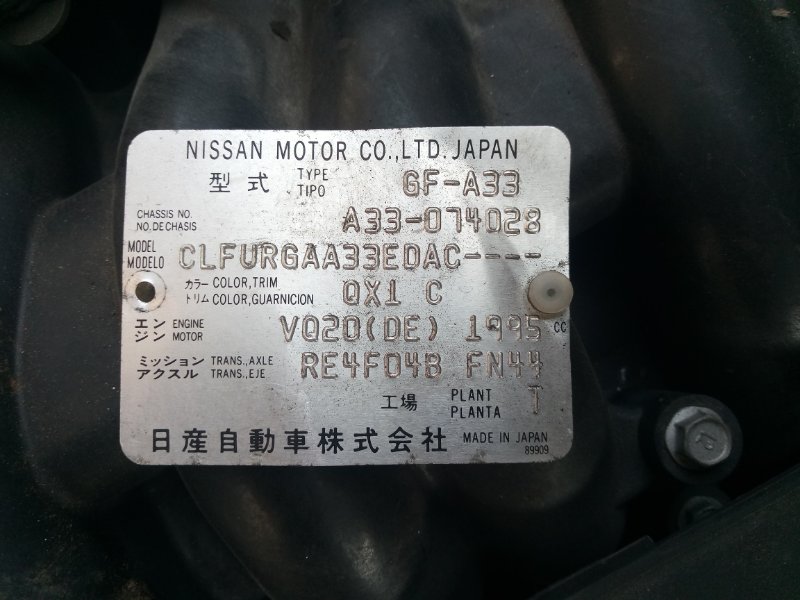 NISSAN MOTOR CO.,LTD. JAPAN
型式 TYPE TIPO GF-A33
CHASSIS NO. NO. DE CHASIS A33-074028
MODEL MODELO CLFURGAA33EDAC----
カラー COLOR,TRIM トリム COLOR,GUARNICION QX1 C
エンジン ENGINE MOTOR VQ20(DE) 1995 CC
ミッション TRANS.,AXLE アクスル TRANS.,EJE RE4F04B FN44
工場 PLANT PLANTA T
日産自動車株式会社 MADE IN JAPAN
89909